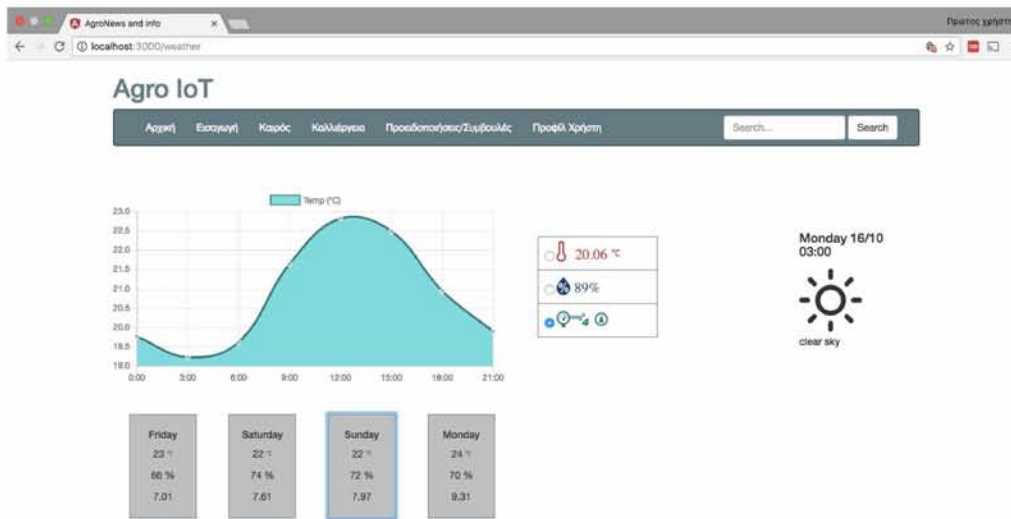 AgroNews and info
Πρώτος χρήστη
localhost:3000/weather
Agro IoT
Αρχική Εισαγωγή Καιρός Καλλιέργεια Προειδοποιήσεις/Συμβουλές Προφίλ Χρήστη Search... Search
Temp (°C)
23.0
22.5
22.0
21.5
21.0
20.5
20.0
19.5
19.0
0:00 3:00 6:00 9:00 12:00 15:00 18:00 21:00
20.06 °C
89%
4
Monday 16/10
03:00
clear sky
Friday Saturday Sunday Monday
23 °C 22 °C 22 °C 24 °C
66 % 74 % 72 % 70 %
7.01 7.61 7.97 9.31